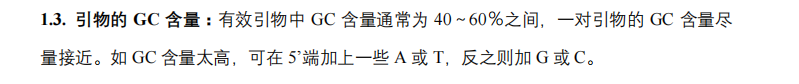 1.3. 引物的 GC 含量：有效引物中 GC 含量通常为 40～60%之间，一对引物的 GC 含量尽
量接近。如 GC 含量太高，可在 5’端加上一些 A 或 T，反之则加 G 或 C。